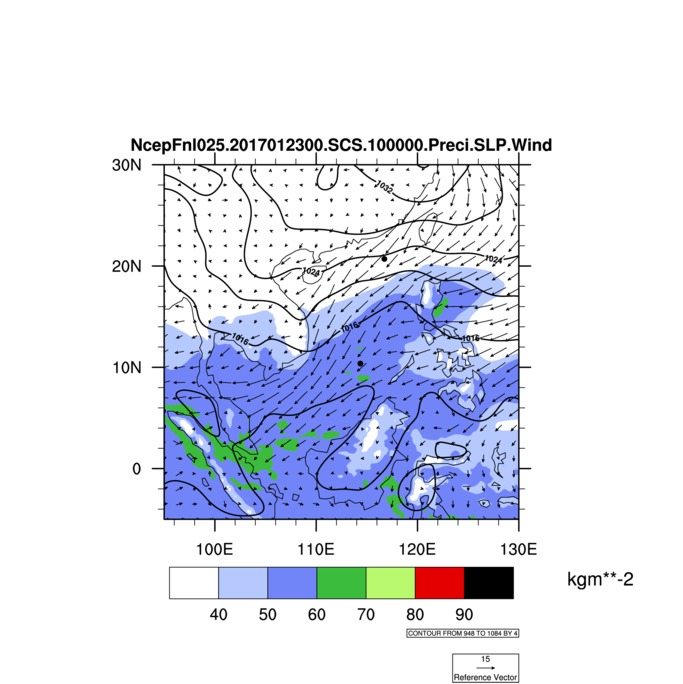 NcepFnl025.2017012300.SCS.100000.Preci.SLP.Wind
30N
1032
1024
20N
1024
1016
1016
1016
10N
0
100E 110E 120E 130E
kgm**-2
40 50 60 70 80 90
CONTOUR FROM 948 TO 1084 BY 4
15
Reference Vector